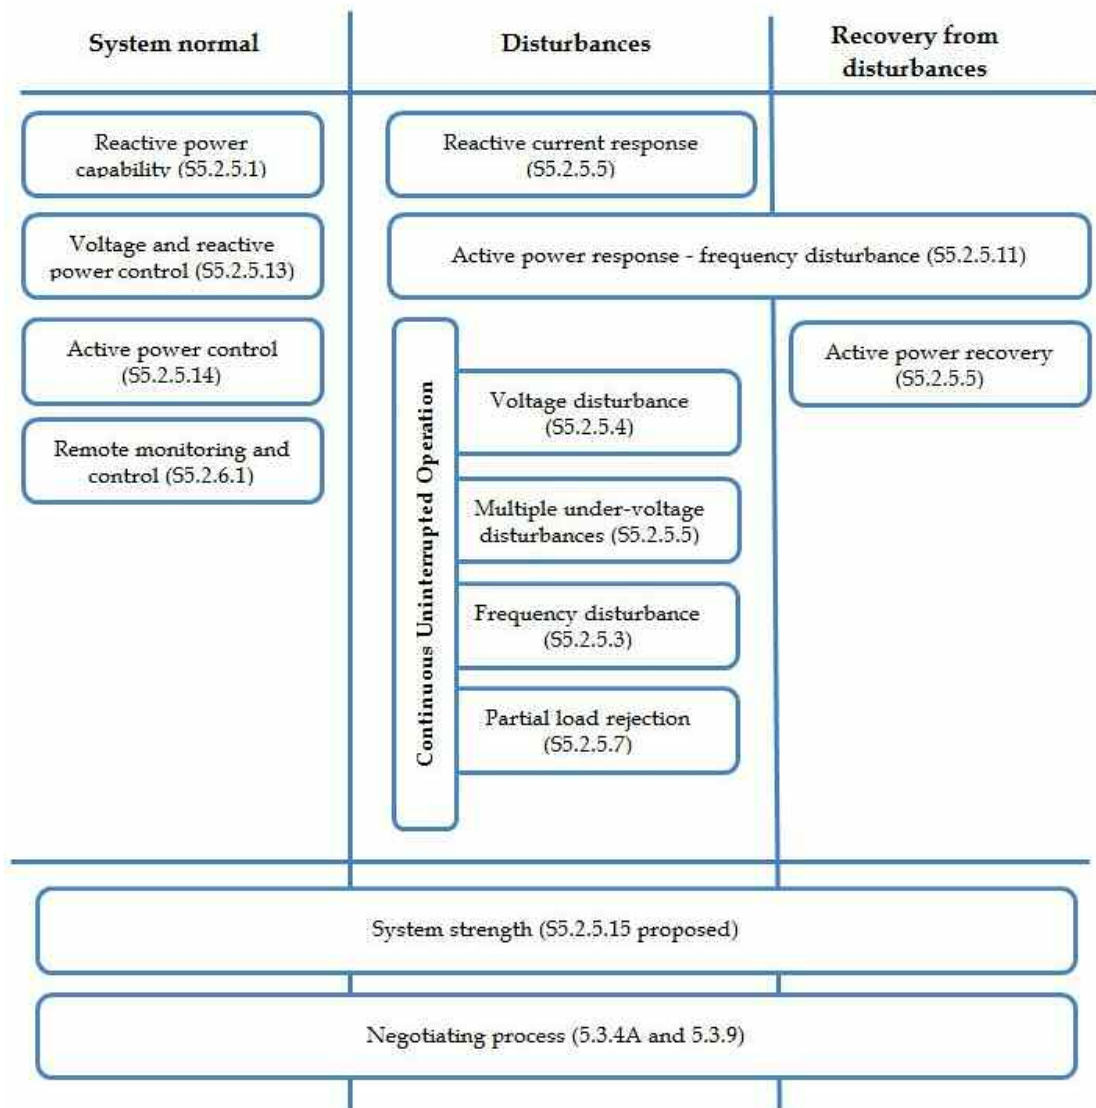 System normal
Disturbances
Recovery from
disturbances
Reactive power
capability (S5.2.5.1)
Reactive current response
(S5.2.5.5)
Voltage and reactive
power control (S5.2.5.13)
Active power response - frequency disturbance (S5.2.5.11)
Active power control
(S5.2.5.14)
Active power recovery
(S5.2.5.5)
Remote monitoring and
control (S5.2.6.1)
Continuous Uninterrupted Operation
Voltage disturbance
(S5.2.5.4)
Multiple under-voltage
disturbances (S5.2.5.5)
Frequency disturbance
(S5.2.5.3)
Partial load rejection
(S5.2.5.7)
System strength (S5.2.5.15 proposed)
Negotiating process (5.3.4A and 5.3.9)